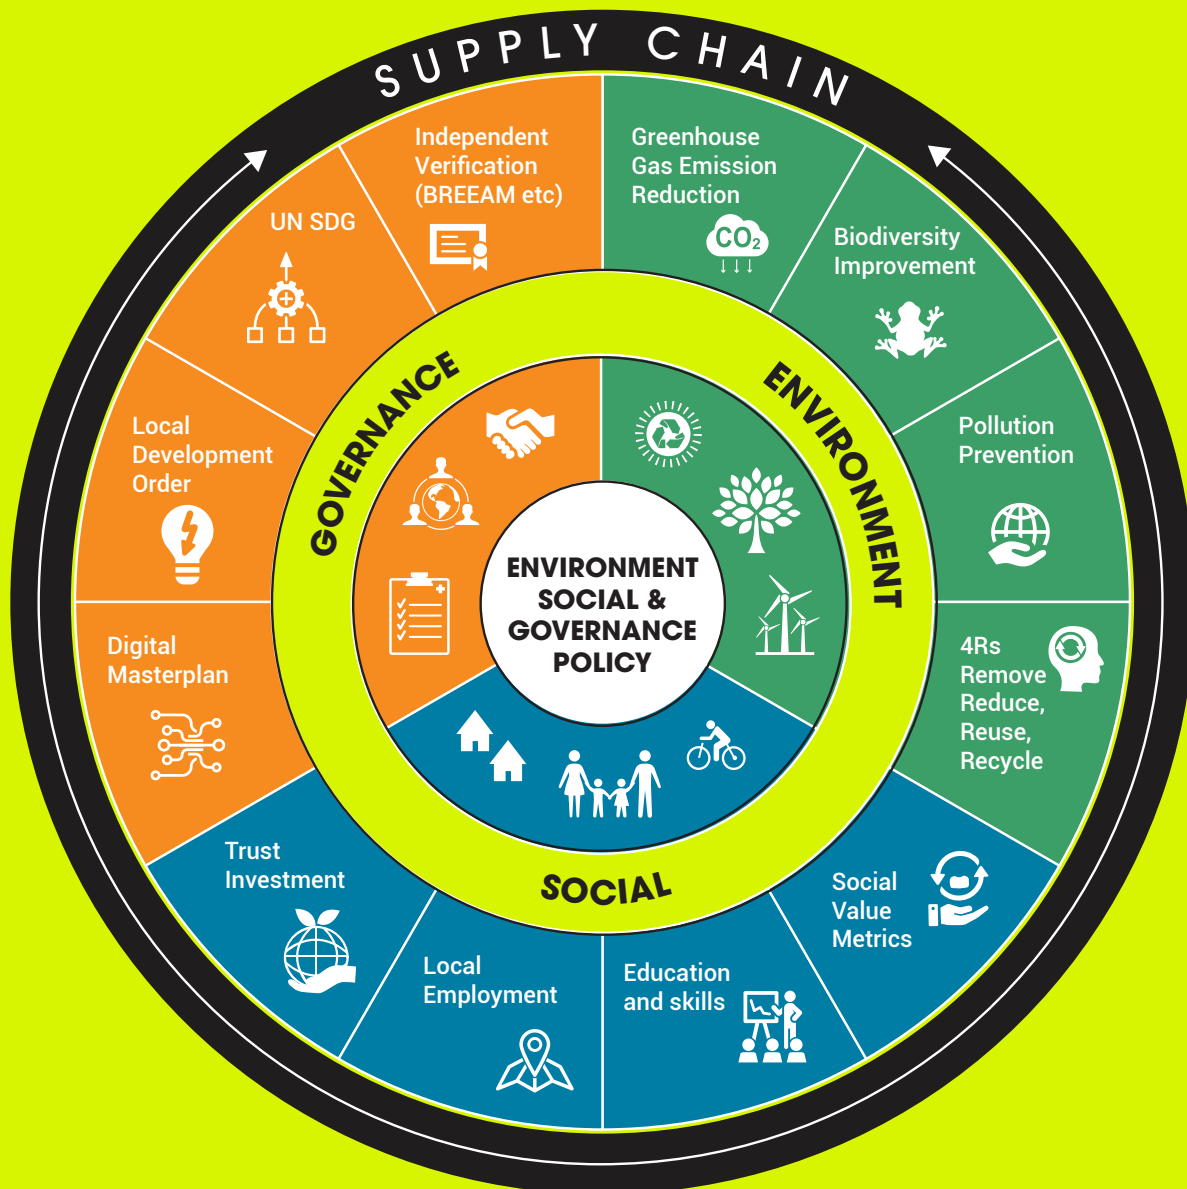 SUPPLY CHAIN
Independent
Verification
(BREEAM etc)
Greenhouse
Gas Emission
Reduction
CO₂
UN SDG
Biodiversity
Improvement
Local
Development
Order
Pollution
Prevention
GOVERNANCE
ENVIRONMENT
ENVIRONMENT
SOCIAL &
GOVERNANCE
POLICY
Digital
Masterplan
4Rs
Remove
Reduce,
Reuse,
Recycle
SOCIAL
Trust
Investment
Social
Value
Metrics
Local
Employment
Education
and skills